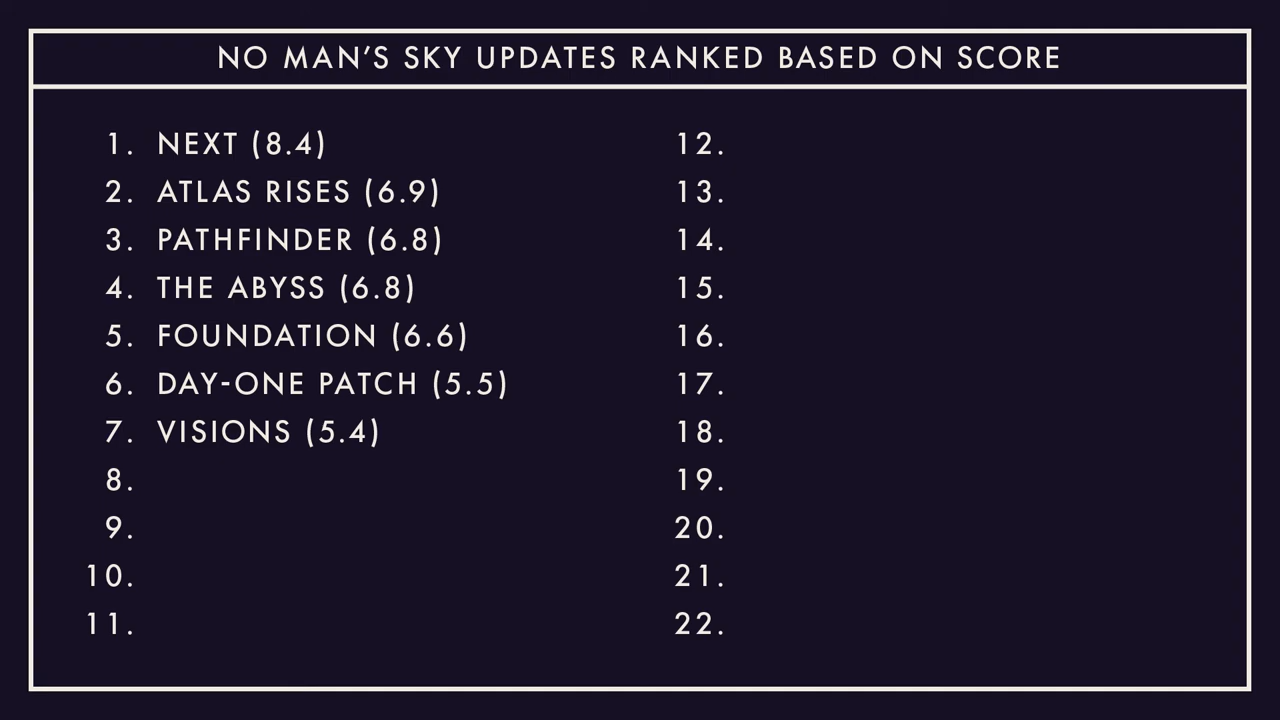 NO MAN'S SKY UPDATES RANKED BASED ON SCORE
1. NEXT (8.4)
2. ATLAS RISES (6.9)
3. PATHFINDER (6.8)
4. THE ABYSS (6.8)
5. FOUNDATION (6.6)
6. DAY-ONE PATCH (5.5)
7. VISIONS (5.4)
8.
9.
10.
11.
12.
13.
14.
15.
16.
17.
18.
19.
20.
21.
22.